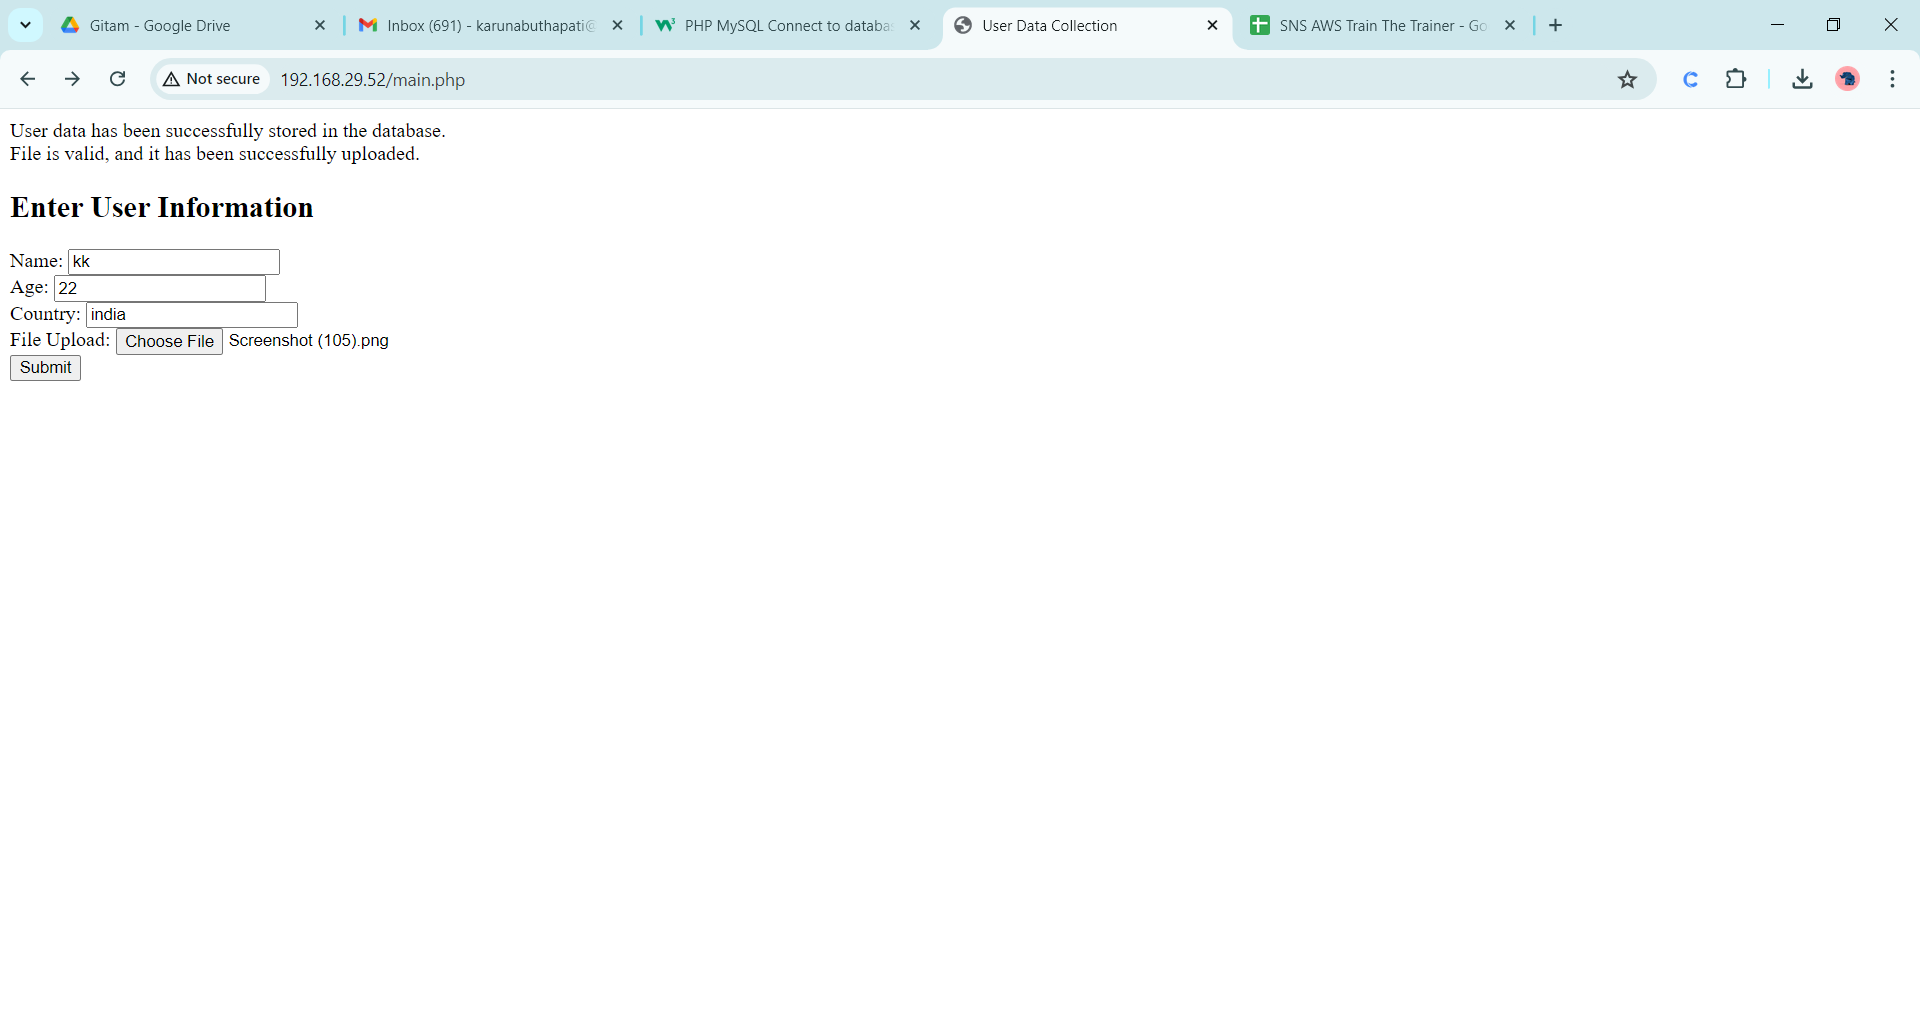 Gitam - Google Drive
Inbox (691) - karunabuthapati@
PHP MySQL Connect to databa
User Data Collection
SNS AWS Train The Trainer - Go
Not secure
192.168.29.52/main.php
User data has been successfully stored in the database.
File is valid, and it has been successfully uploaded.
Enter User Information
Name: kk
Age: 22
Country: india
File Upload: Choose File Screenshot (105).png
Submit